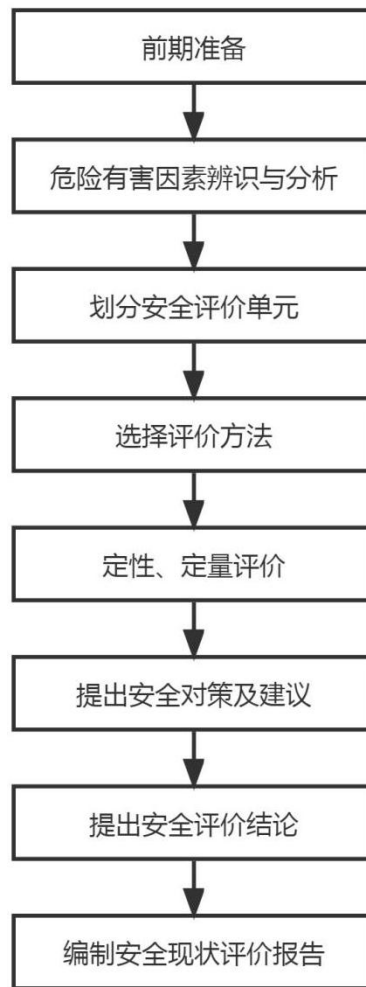 前期准备
危险有害因素辨识与分析
划分安全评价单元
选择评价方法
定性、定量评价
提出安全对策及建议
提出安全评价结论
编制安全现状评价报告